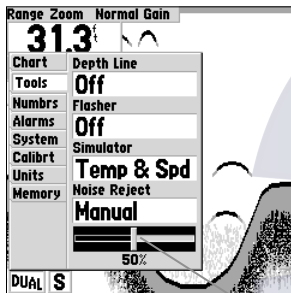 Range Zoom Normal Gain
31.3f
Chart
Tools
Numbrs
Alarms
System
Calibrt
Units
Memory
Depth Line
Off
Flasher
Off
Simulator
Temp & Spd
Noise Reject
Manual
50%
DUAL S